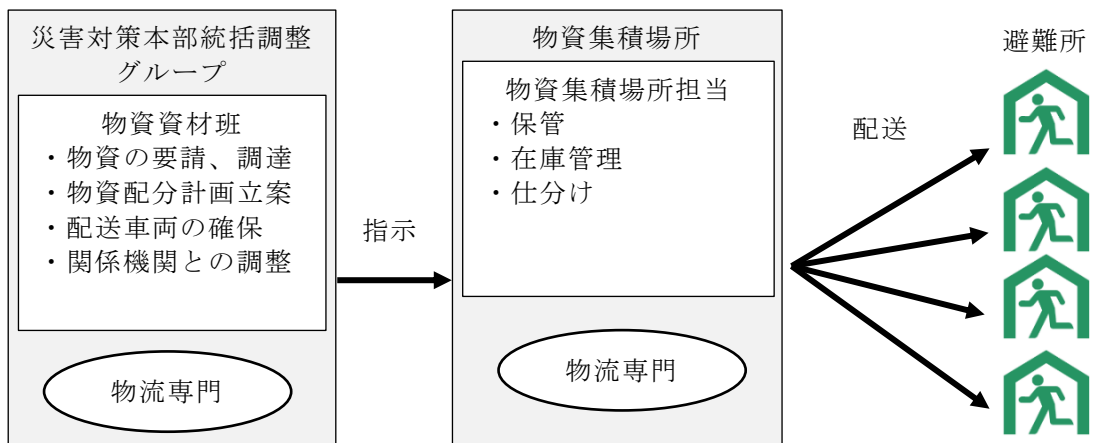 災害対策本部統括調整
グループ
物資資材班
・物資の要請、調達
・物資配分計画立案
・配送車両の確保
・関係機関との調整
物流専門
指示
物資集積場所
物資集積場所担当
・保管
・在庫管理
・仕分け
物流専門
配送
避難所